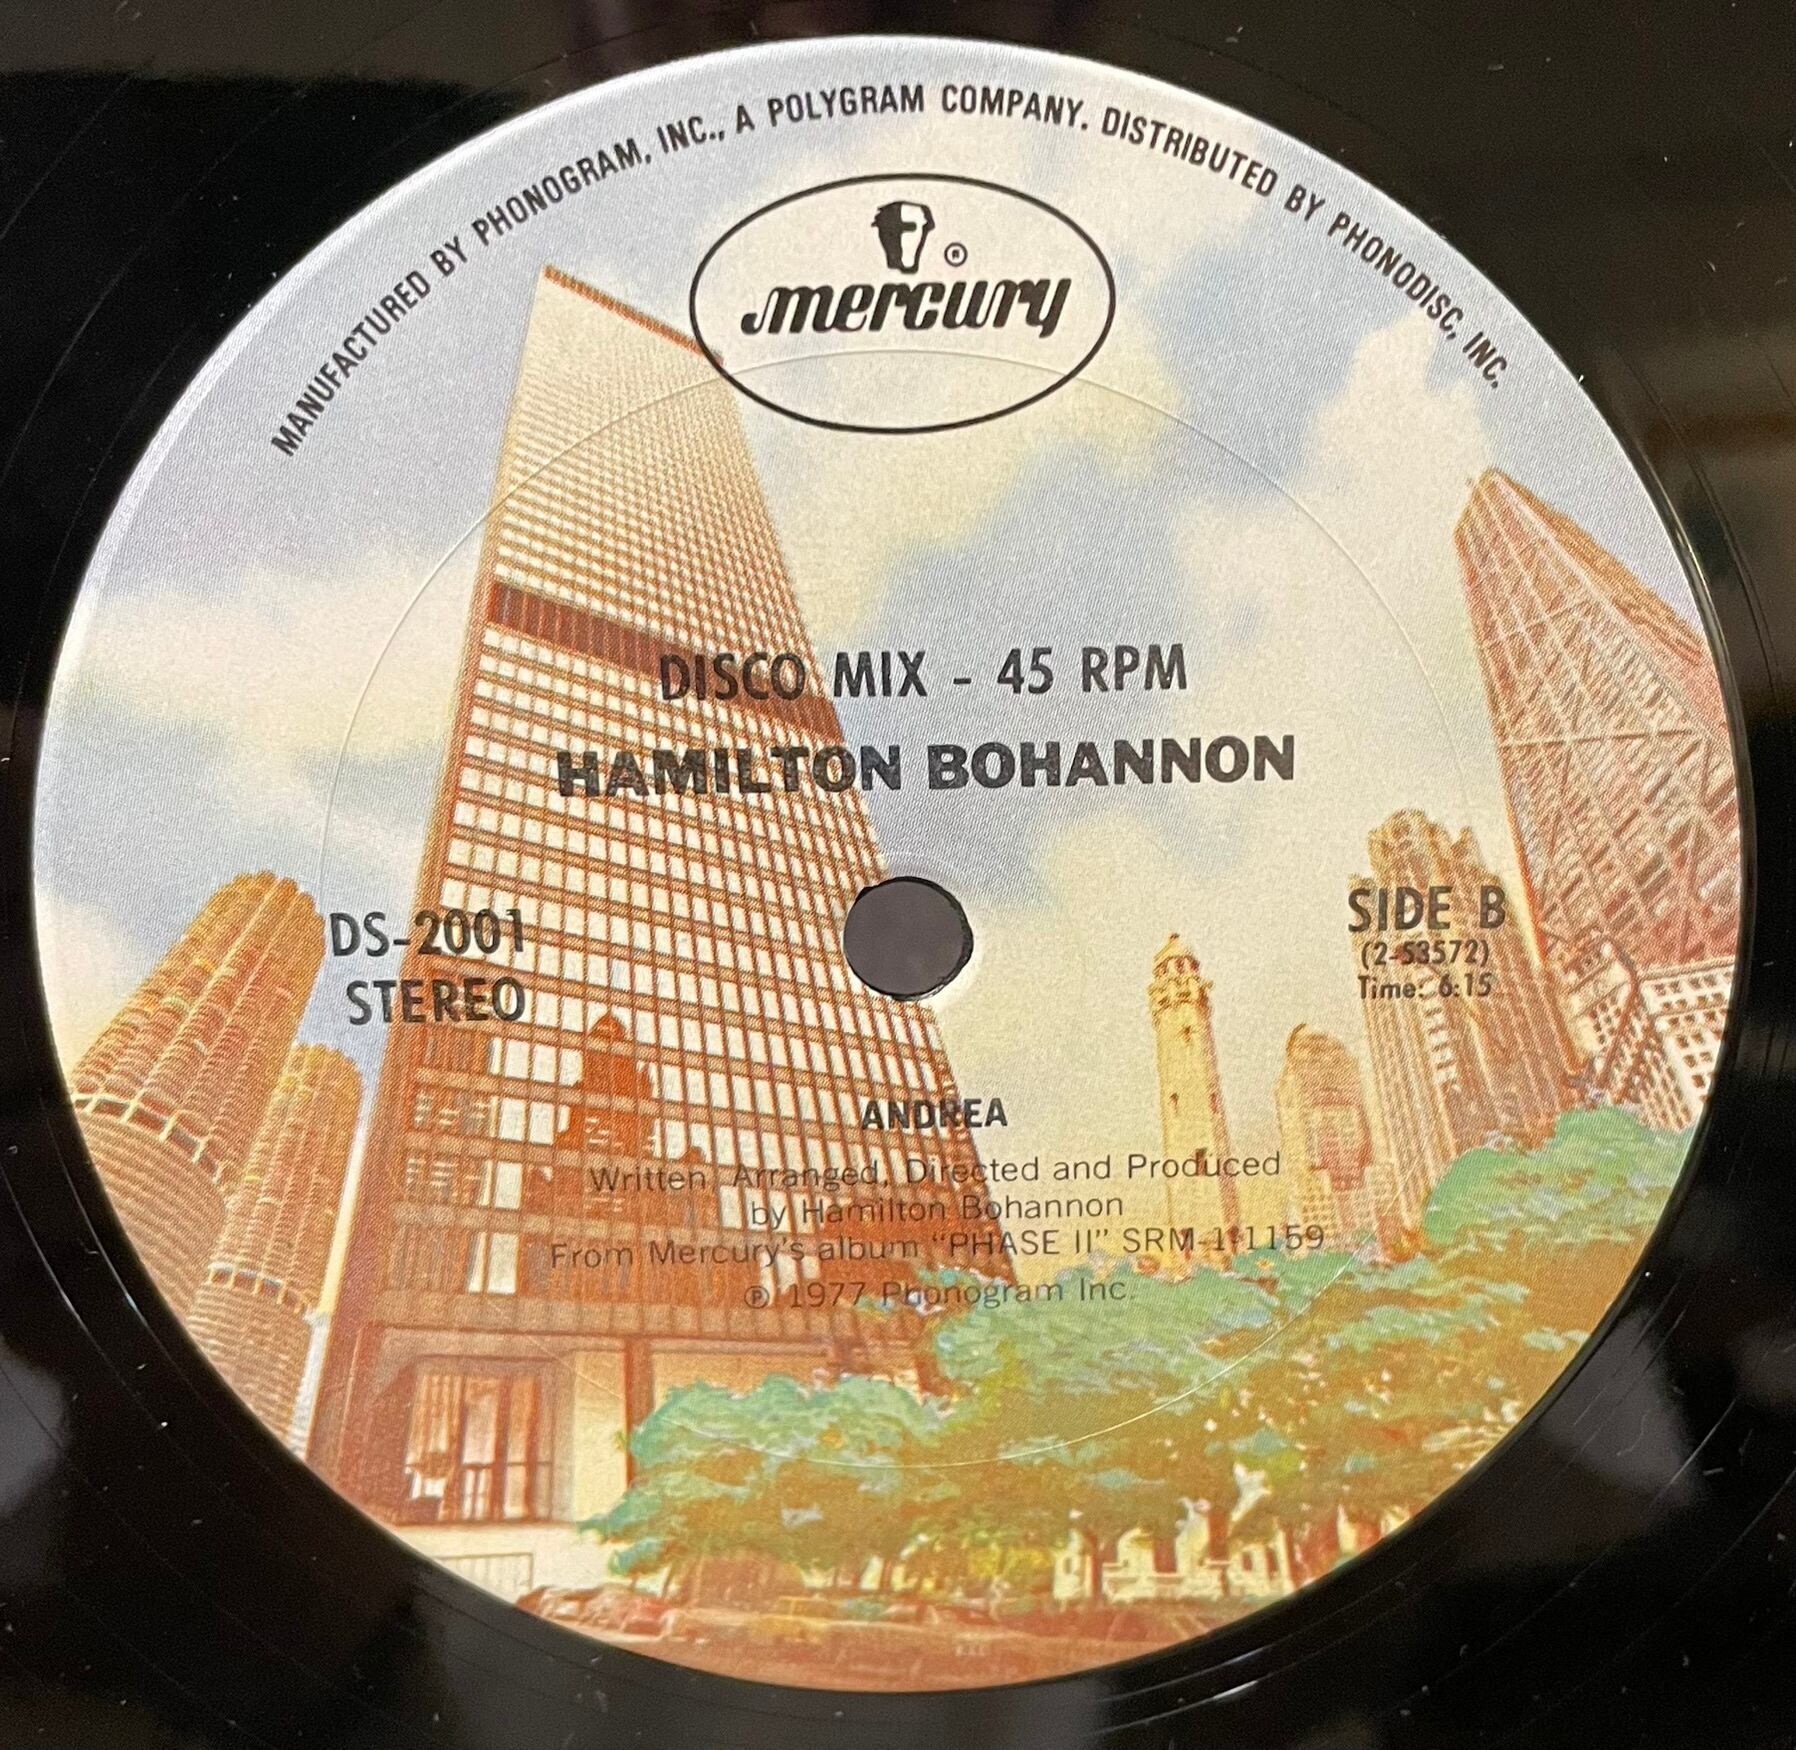 MANUFACTURED BY PHONOGRAM, INC., A POLYGRAM COMPANY. DISTRIBUTED BY PHONODISC, INC.
®
mercury
DISCO MIX - 45 RPM
HAMILTON BOHANNON
DS-2001
STEREO
SIDE B
(2-53572)
Time: 6:15
ANDREA
Written, Arranged, Directed and Produced
by Hamilton Bohannon
From Mercury's album "PHASE II" SRM-1-1159
℗ 1977 Phonogram Inc.